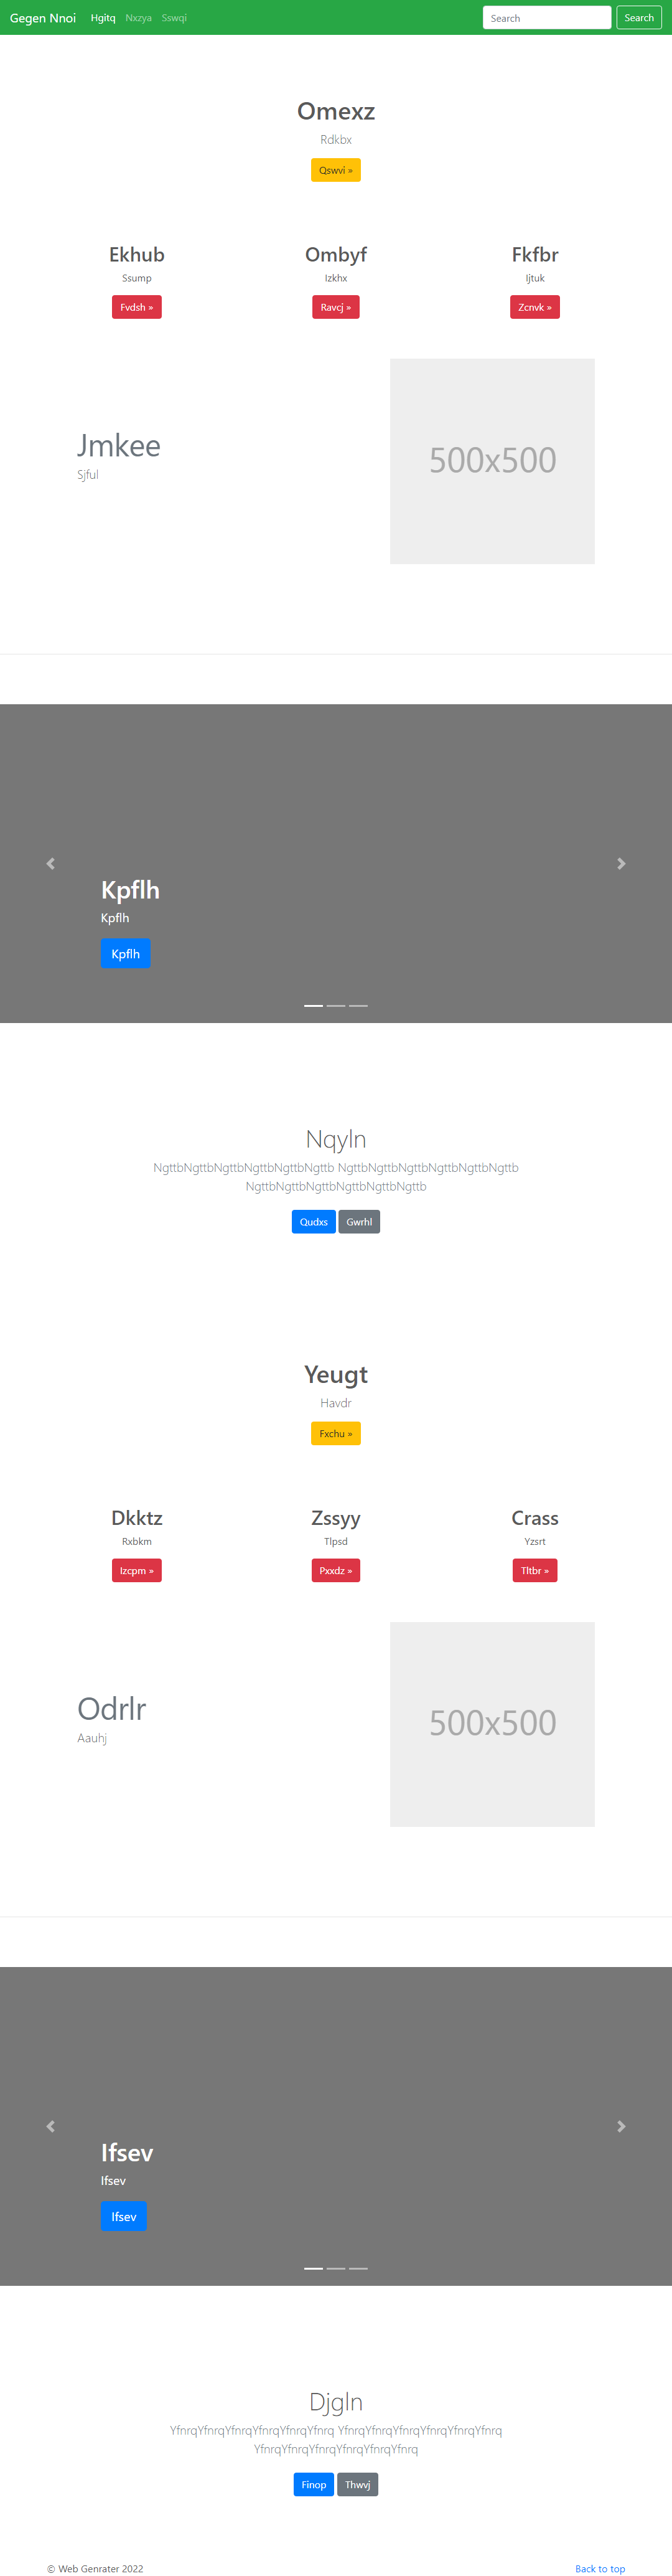 Gegen Nnoi Hgitq Nxzya Sswqi Search Search
Omexz
Rdkbx
Qswvi »
Ekhub Ombyf Fkfbr
Ssump Izkhx Ijtuk
Fvdsh » Ravcj » Zcnvk »
Jmkee
Sjful
500x500
Kpflh
Kpflh
Kpflh
Nqyln
NgttbNgttbNgttbNgttbNgttbNgttb NgttbNgttbNgttbNgttbNgttbNgttb
NgttbNgttbNgttbNgttbNgttbNgttb
Qudxs Gwrhl
Yeugt
Havdr
Fxchu »
Dkktz Zssyy Crass
Rxbkm Tlpsd Yzsrt
Izcpm » Pxxdz » Tltbr »
Odrlr
Aauhj
500x500
Ifsev
Ifsev
Ifsev
Djgln
YfnrqYfnrqYfnrqYfnrqYfnrqYfnrq YfnrqYfnrqYfnrqYfnrqYfnrqYfnrq
YfnrqYfnrqYfnrqYfnrqYfnrqYfnrq
Finop Thwvj
© Web Genrater 2022 Back to top